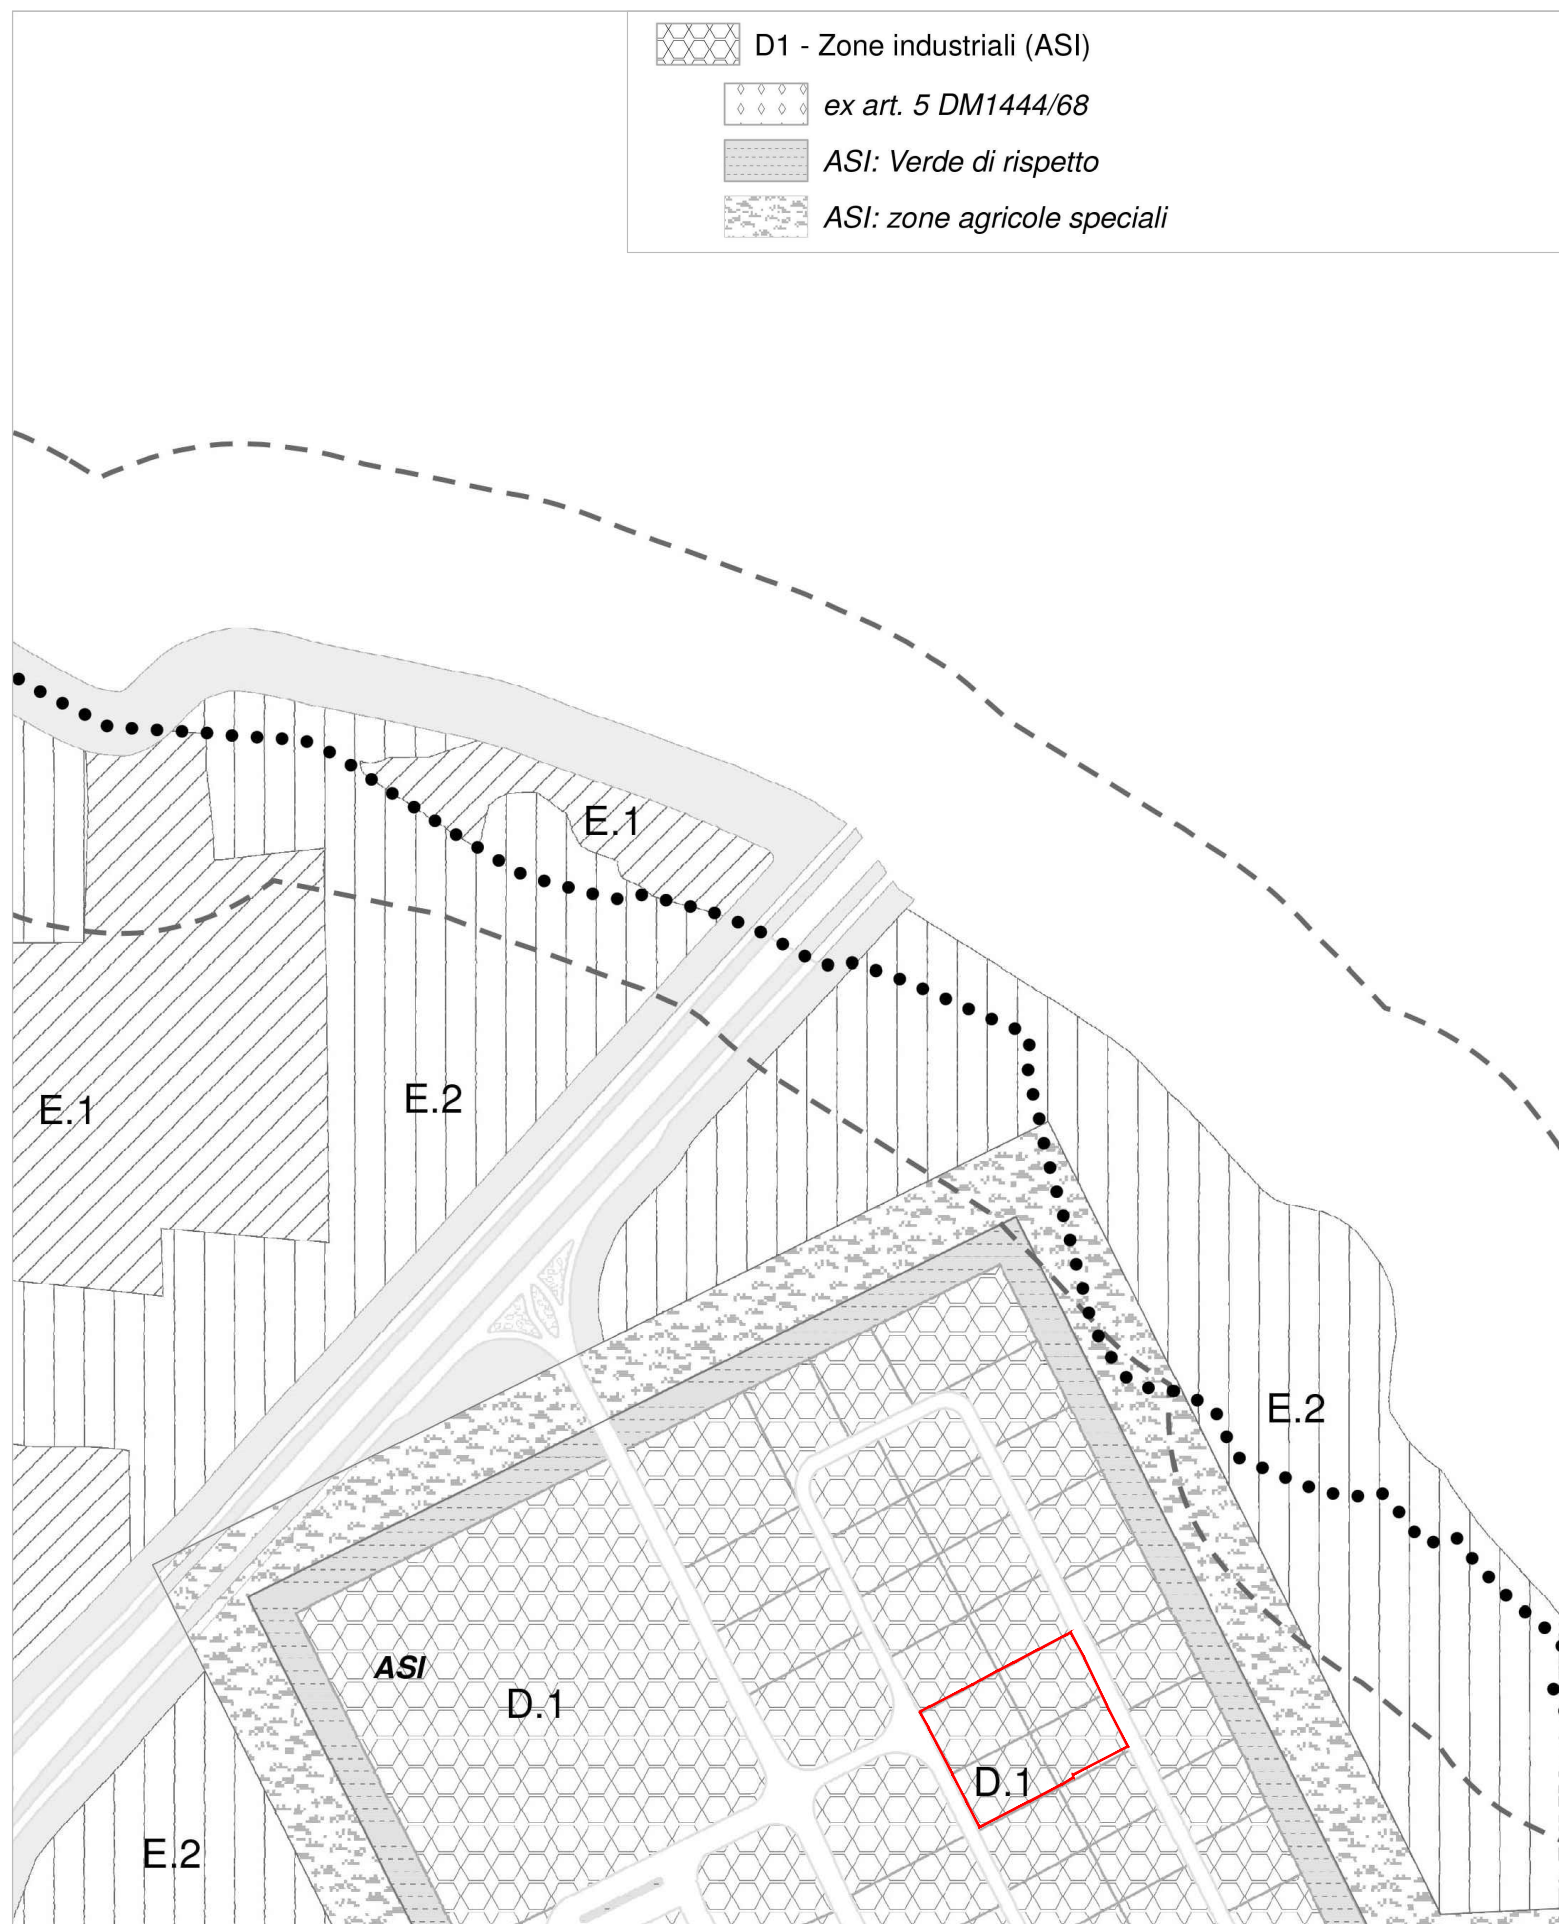 D1 - Zone industriali (ASI)
ex art. 5 DM1444/68
ASI: Verde di rispetto
ASI: zone agricole speciali
E.1
E.2
E.1
E.2
ASI
D.1
D.1
E.2